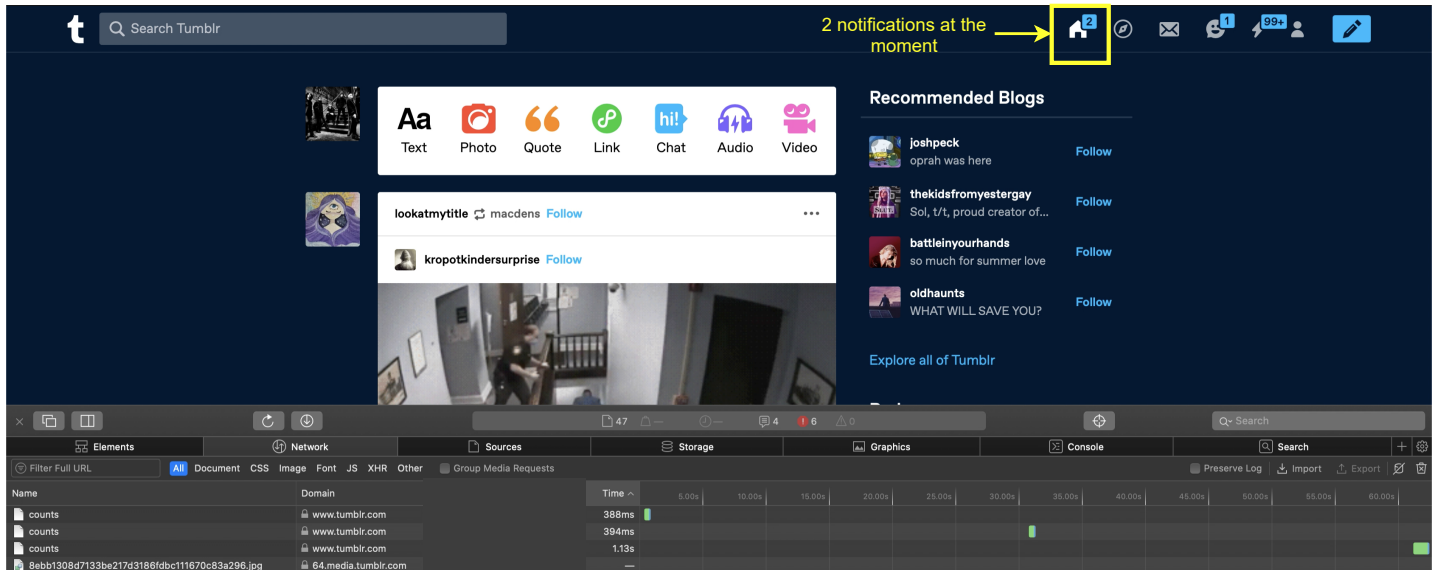 t
Search Tumblr
2 notifications at the
moment
2
1
99+
Recommended Blogs
Aa
hi!
Text Photo Quote Link Chat Audio Video
joshpeck
oprah was here
Follow
thekidsfromyestergay
Sol, t/t, proud creator of...
Follow
lookatmytitle macdens Follow
battleinyourhands
so much for summer love
Follow
kropotkindersurprise Follow
oldhaunts
WHAT WILL SAVE YOU?
Follow
Explore all of Tumblr
47 — — 4 6 0
Search
Elements Network Sources Storage Graphics Console Search
Filter Full URL All Document CSS Image Font JS XHR Other Group Media Requests Preserve Log Import Export
Name Domain Time 5.00s 10.00s 15.00s 20.00s 25.00s 30.00s 35.00s 40.00s 45.00s 50.00s 55.00s 60.00s
counts www.tumblr.com 388ms
counts www.tumblr.com 394ms
counts www.tumblr.com 1.13s
8ebb1308d7133be217d3186fdbc111670c83a296.jpg 64.media.tumblr.com —